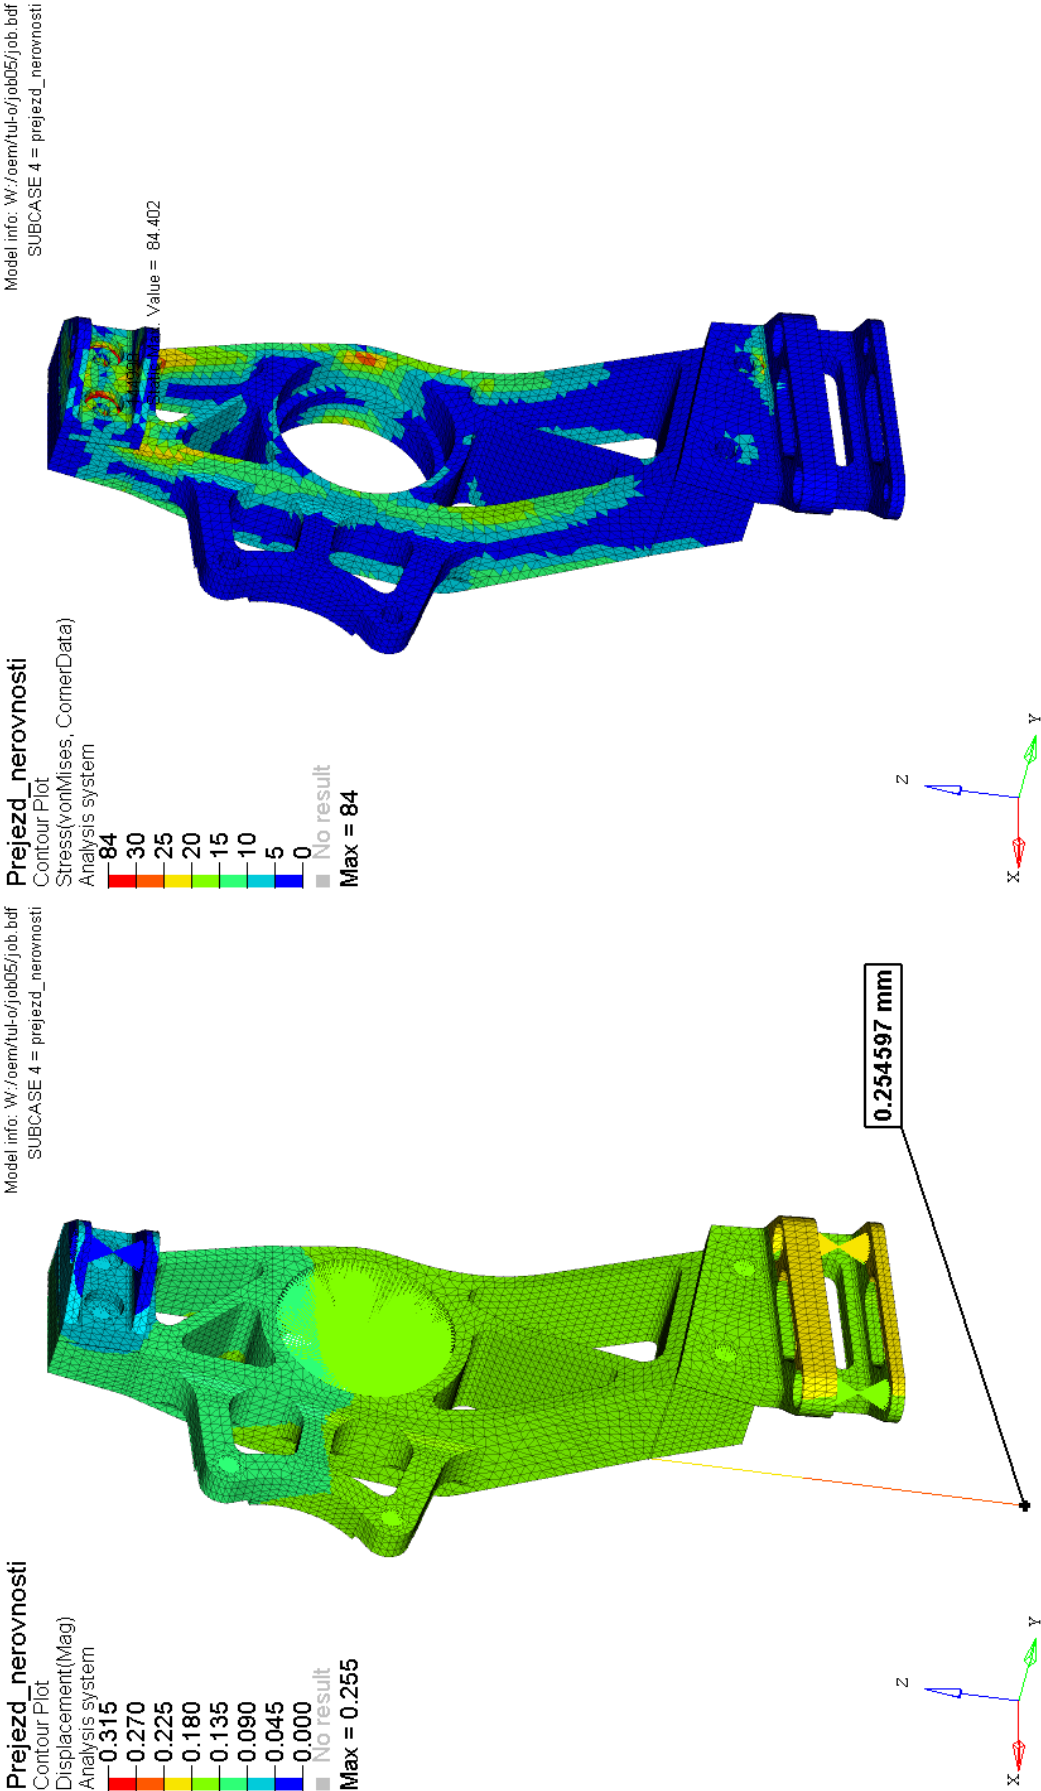 Prejezd_nerovnosti
Contour Plot
Displacement(Mag)
Analysis system
0.315
0.270
0.225
0.180
0.135
0.090
0.045
0.000
No result
Max = 0.255
Model info: W:/oem/tul-o/job05/job.bdf
SUBCASE 4 = prejezd_nerovnosti
0.254597 mm
Z
X
Y
Prejezd_nerovnosti
Contour Plot
Stress(vonMises, CornerData)
Analysis system
84
30
25
20
15
10
5
0
No result
Max = 84
Model info: W:/oem/tul-o/job05/job.bdf
SUBCASE 4 = prejezd_nerovnosti
Value = 84.402
Z
X
Y